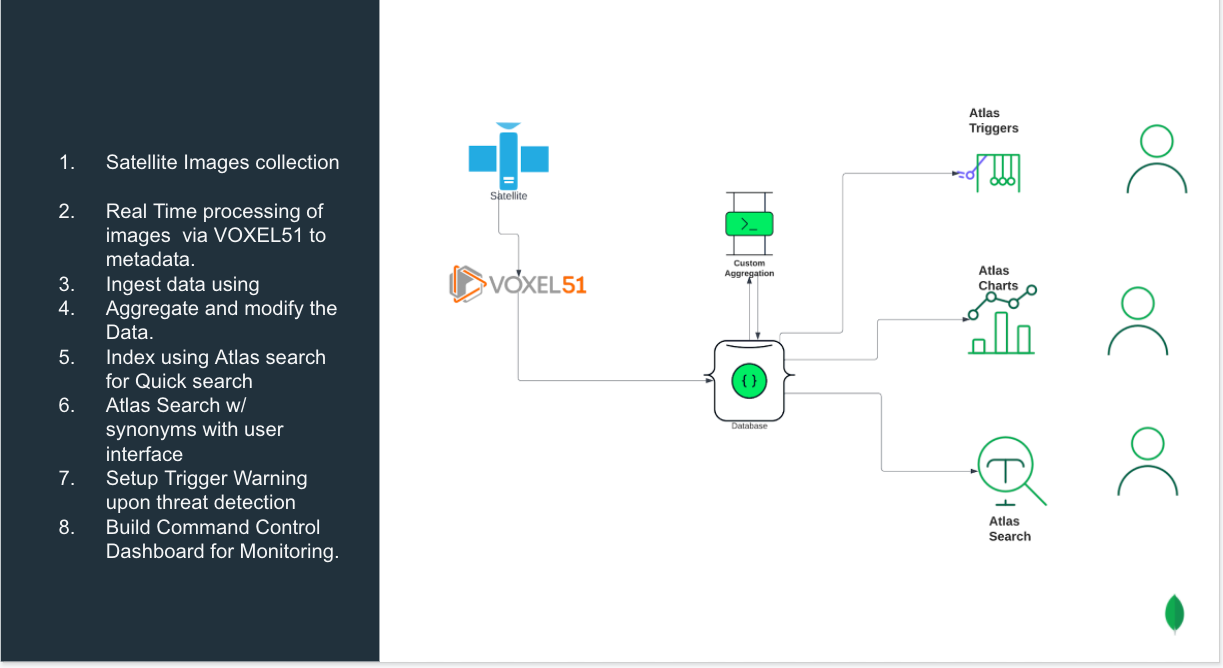 1. Satellite Images collection
2. Real Time processing of
images via VOXEL51 to
metadata.
3. Ingest data using
4. Aggregate and modify the
Data.
5. Index using Atlas search
for Quick search
6. Atlas Search w/
synonyms with user
interface
7. Setup Trigger Warning
upon threat detection
8. Build Command Control
Dashboard for Monitoring.
Satellite
VOXEL51
>_
Custom
Aggregation
{ }
Database
Atlas
Triggers
Atlas
Charts
Atlas
Search